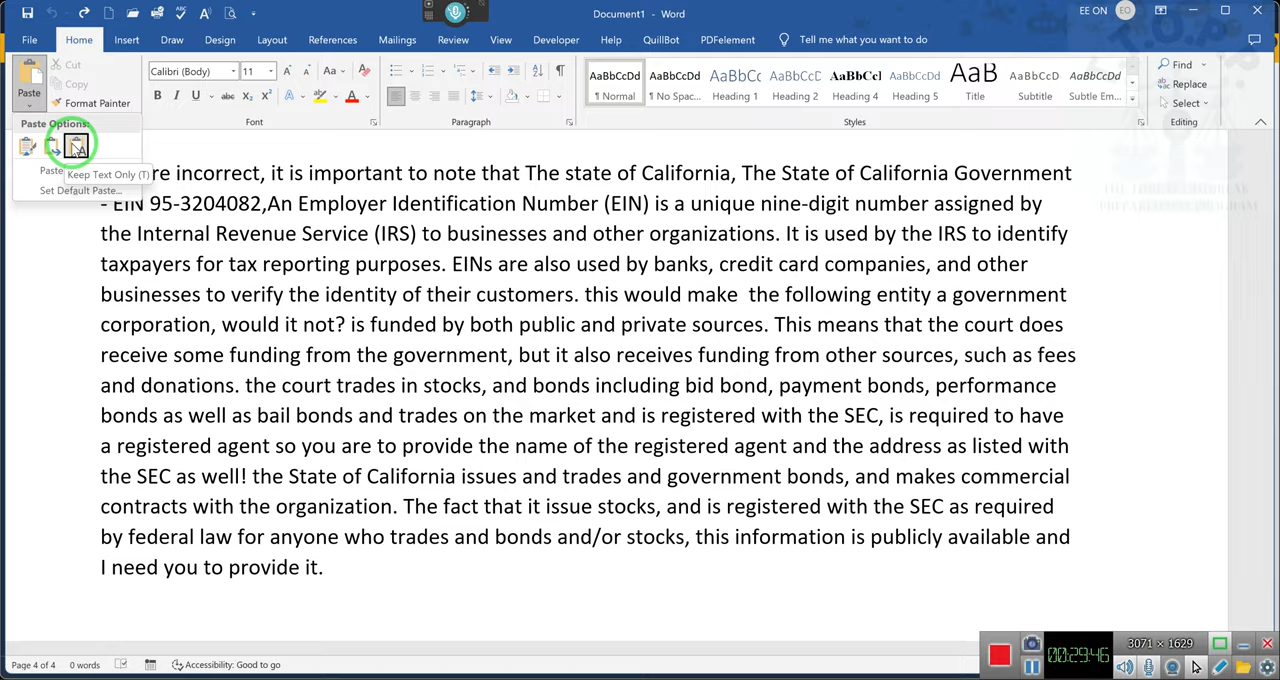 Document1 - Word
EE ON
EO
File
Home
Insert
Draw
Design
Layout
References
Mailings
Review
View
Developer
Help
QuillBot
PDFelement
Tell me what you want to do
Paste
Cut
Copy
Format Painter
Calibri (Body)
11
Font
Paragraph
AaBbCcDd
¶ Normal
AaBbCcDd
¶ No Spac...
AaBbCcD
Heading 1
AaBbCcD
Heading 2
AaBbCcl
Heading 4
AaBbCcD
Heading 5
AaB
Title
AaBbCcD
Subtitle
AaBbCcDd
Subtle Em...
Styles
Find
Replace
Select
Editing
Paste Options:
Paste
Keep Text Only (T)
Set Default Paste...
re incorrect, it is important to note that The state of California, The State of California Government
- EIN 95-3204082,An Employer Identification Number (EIN) is a unique nine-digit number assigned by
the Internal Revenue Service (IRS) to businesses and other organizations. It is used by the IRS to identify
taxpayers for tax reporting purposes. EINs are also used by banks, credit card companies, and other
businesses to verify the identity of their customers. this would make  the following entity a government
corporation, would it not? is funded by both public and private sources. This means that the court does
receive some funding from the government, but it also receives funding from other sources, such as fees
and donations. the court trades in stocks, and bonds including bid bond, payment bonds, performance
bonds as well as bail bonds and trades on the market and is registered with the SEC, is required to have
a registered agent so you are to provide the name of the registered agent and the address as listed with
the SEC as well! the State of California issues and trades and government bonds, and makes commercial
contracts with the organization. The fact that it issue stocks, and is registered with the SEC as required
by federal law for anyone who trades and bonds and/or stocks, this information is publicly available and
I need you to provide it.
Page 4 of 4
0 words
Accessibility: Good to go
00:29:46
3071 × 1629